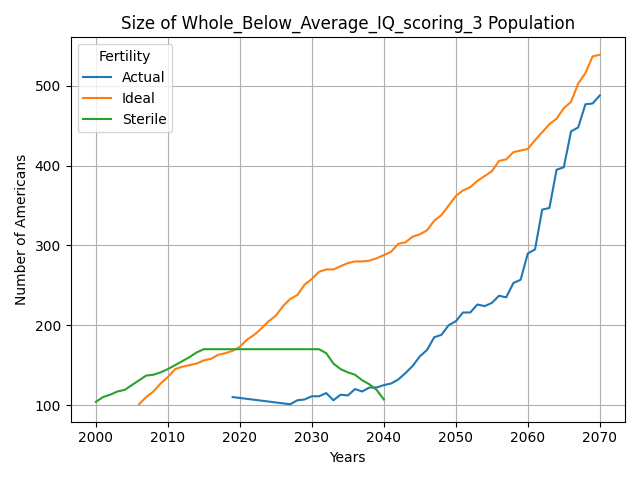 Size of Whole_Below_Average_IQ_scoring_3 Population
Fertility
Actual
Ideal
Sterile
Number of Americans
500
400
300
200
100
2000 2010 2020 2030 2040 2050 2060 2070
Years